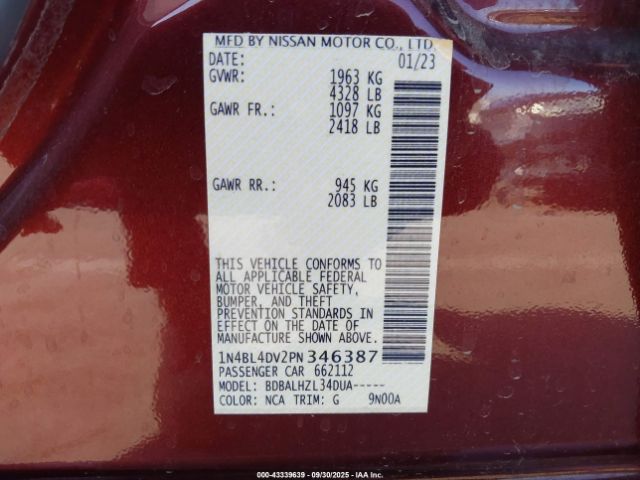 MFD BY NISSAN MOTOR CO., LTD.
DATE: 01/23
GVWR: 1963 KG
4328 LB
GAWR FR.: 1097 KG
2418 LB
GAWR RR.: 945 KG
2083 LB
THIS VEHICLE CONFORMS TO
ALL APPLICABLE FEDERAL
MOTOR VEHICLE SAFETY,
BUMPER, AND THEFT
PREVENTION STANDARDS IN
EFFECT ON THE DATE OF
MANUFACTURE SHOWN ABOVE.
1N4BL4DV2PN346387
PASSENGER CAR 662112
MODEL: BDBALHZL34DUA-----
COLOR: NCA TRIM: G 9N00A
000-43339639 - 09/30/2025 - IAA Inc.